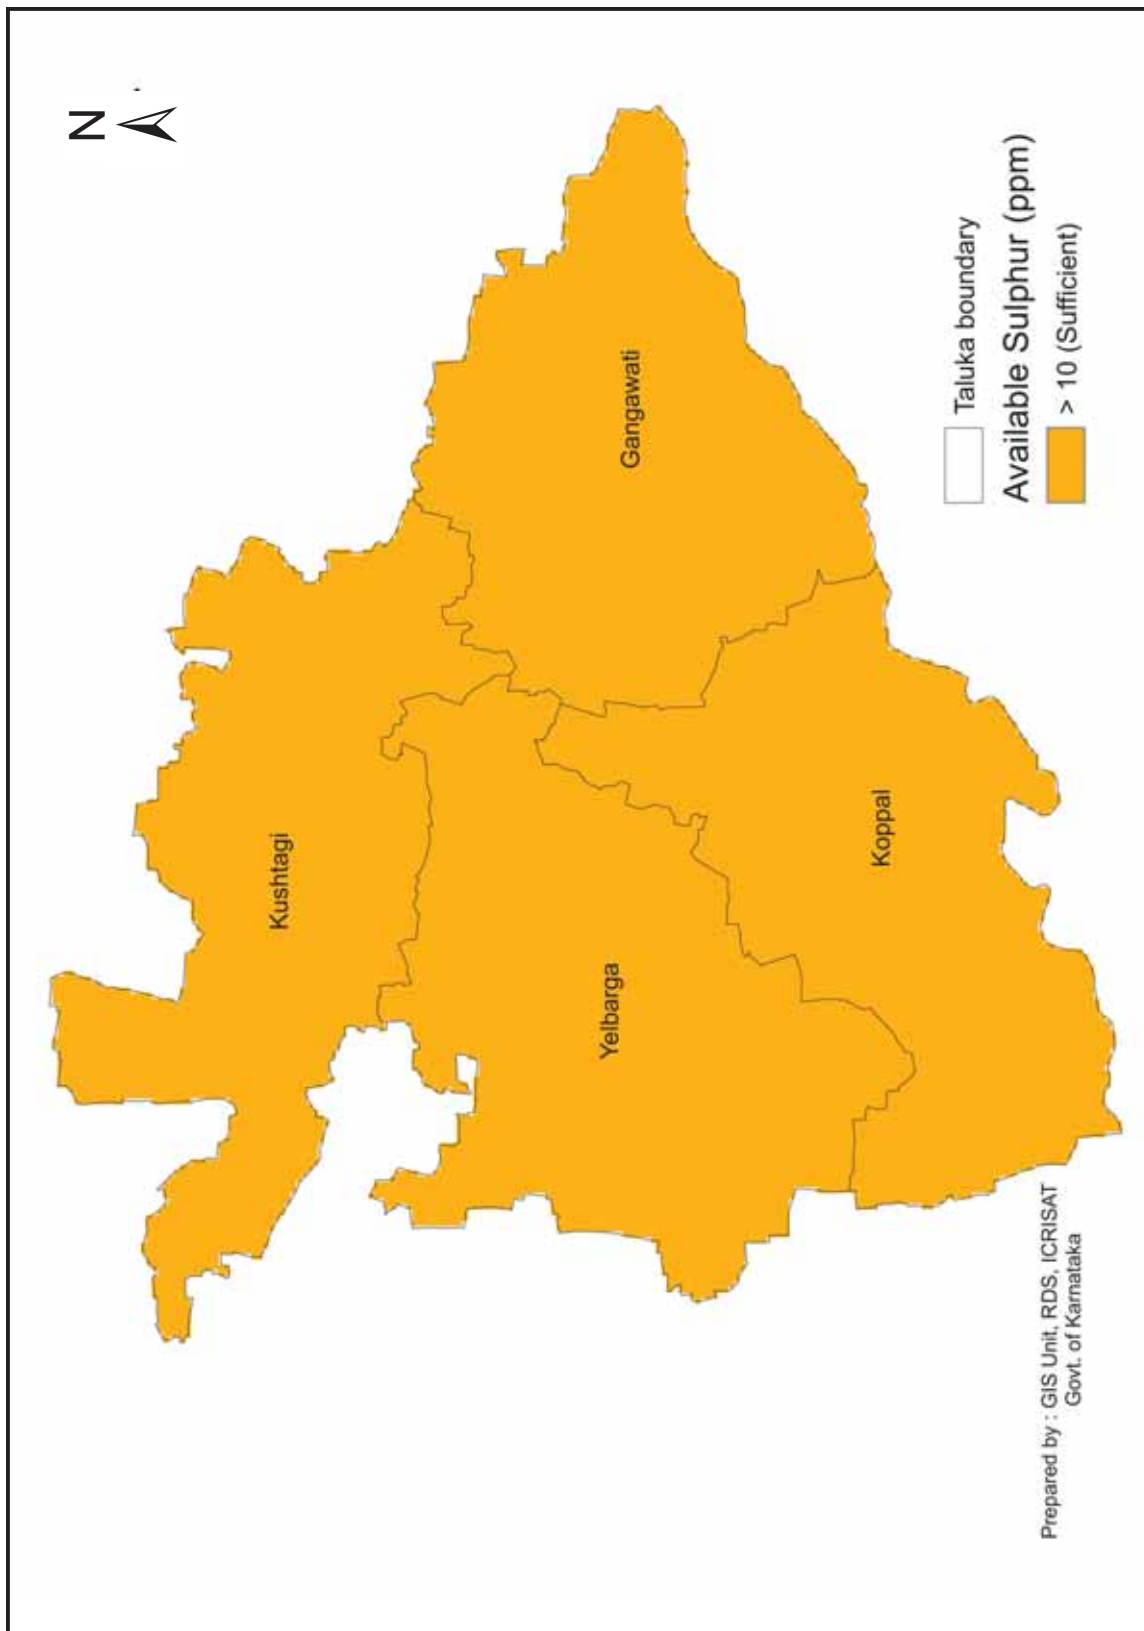 N
Kushtagi
Gangawati
Yelbarga
Koppal
Taluka boundary
Available Sulphur (ppm)
> 10 (Sufficient)
Prepared by : GIS Unit, RDS, ICRISAT
Govt. of Karnataka